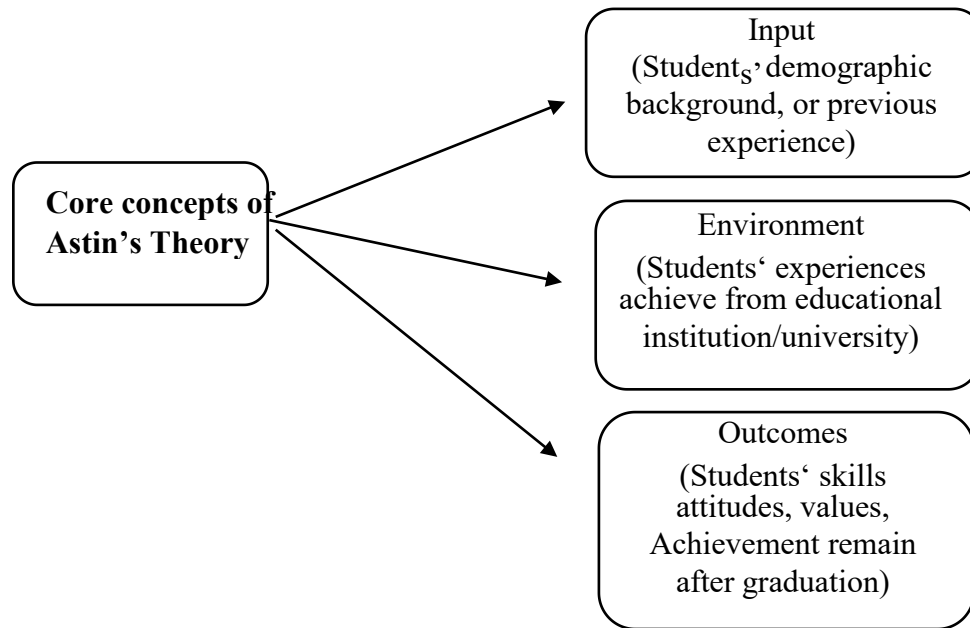 Core concepts of
Astin’s Theory
Input
(Students’ demographic
background, or previous
experience)
Environment
(Students‘ experiences
achieve from educational
institution/university)
Outcomes
(Students‘ skills
attitudes, values,
Achievement remain
after graduation)